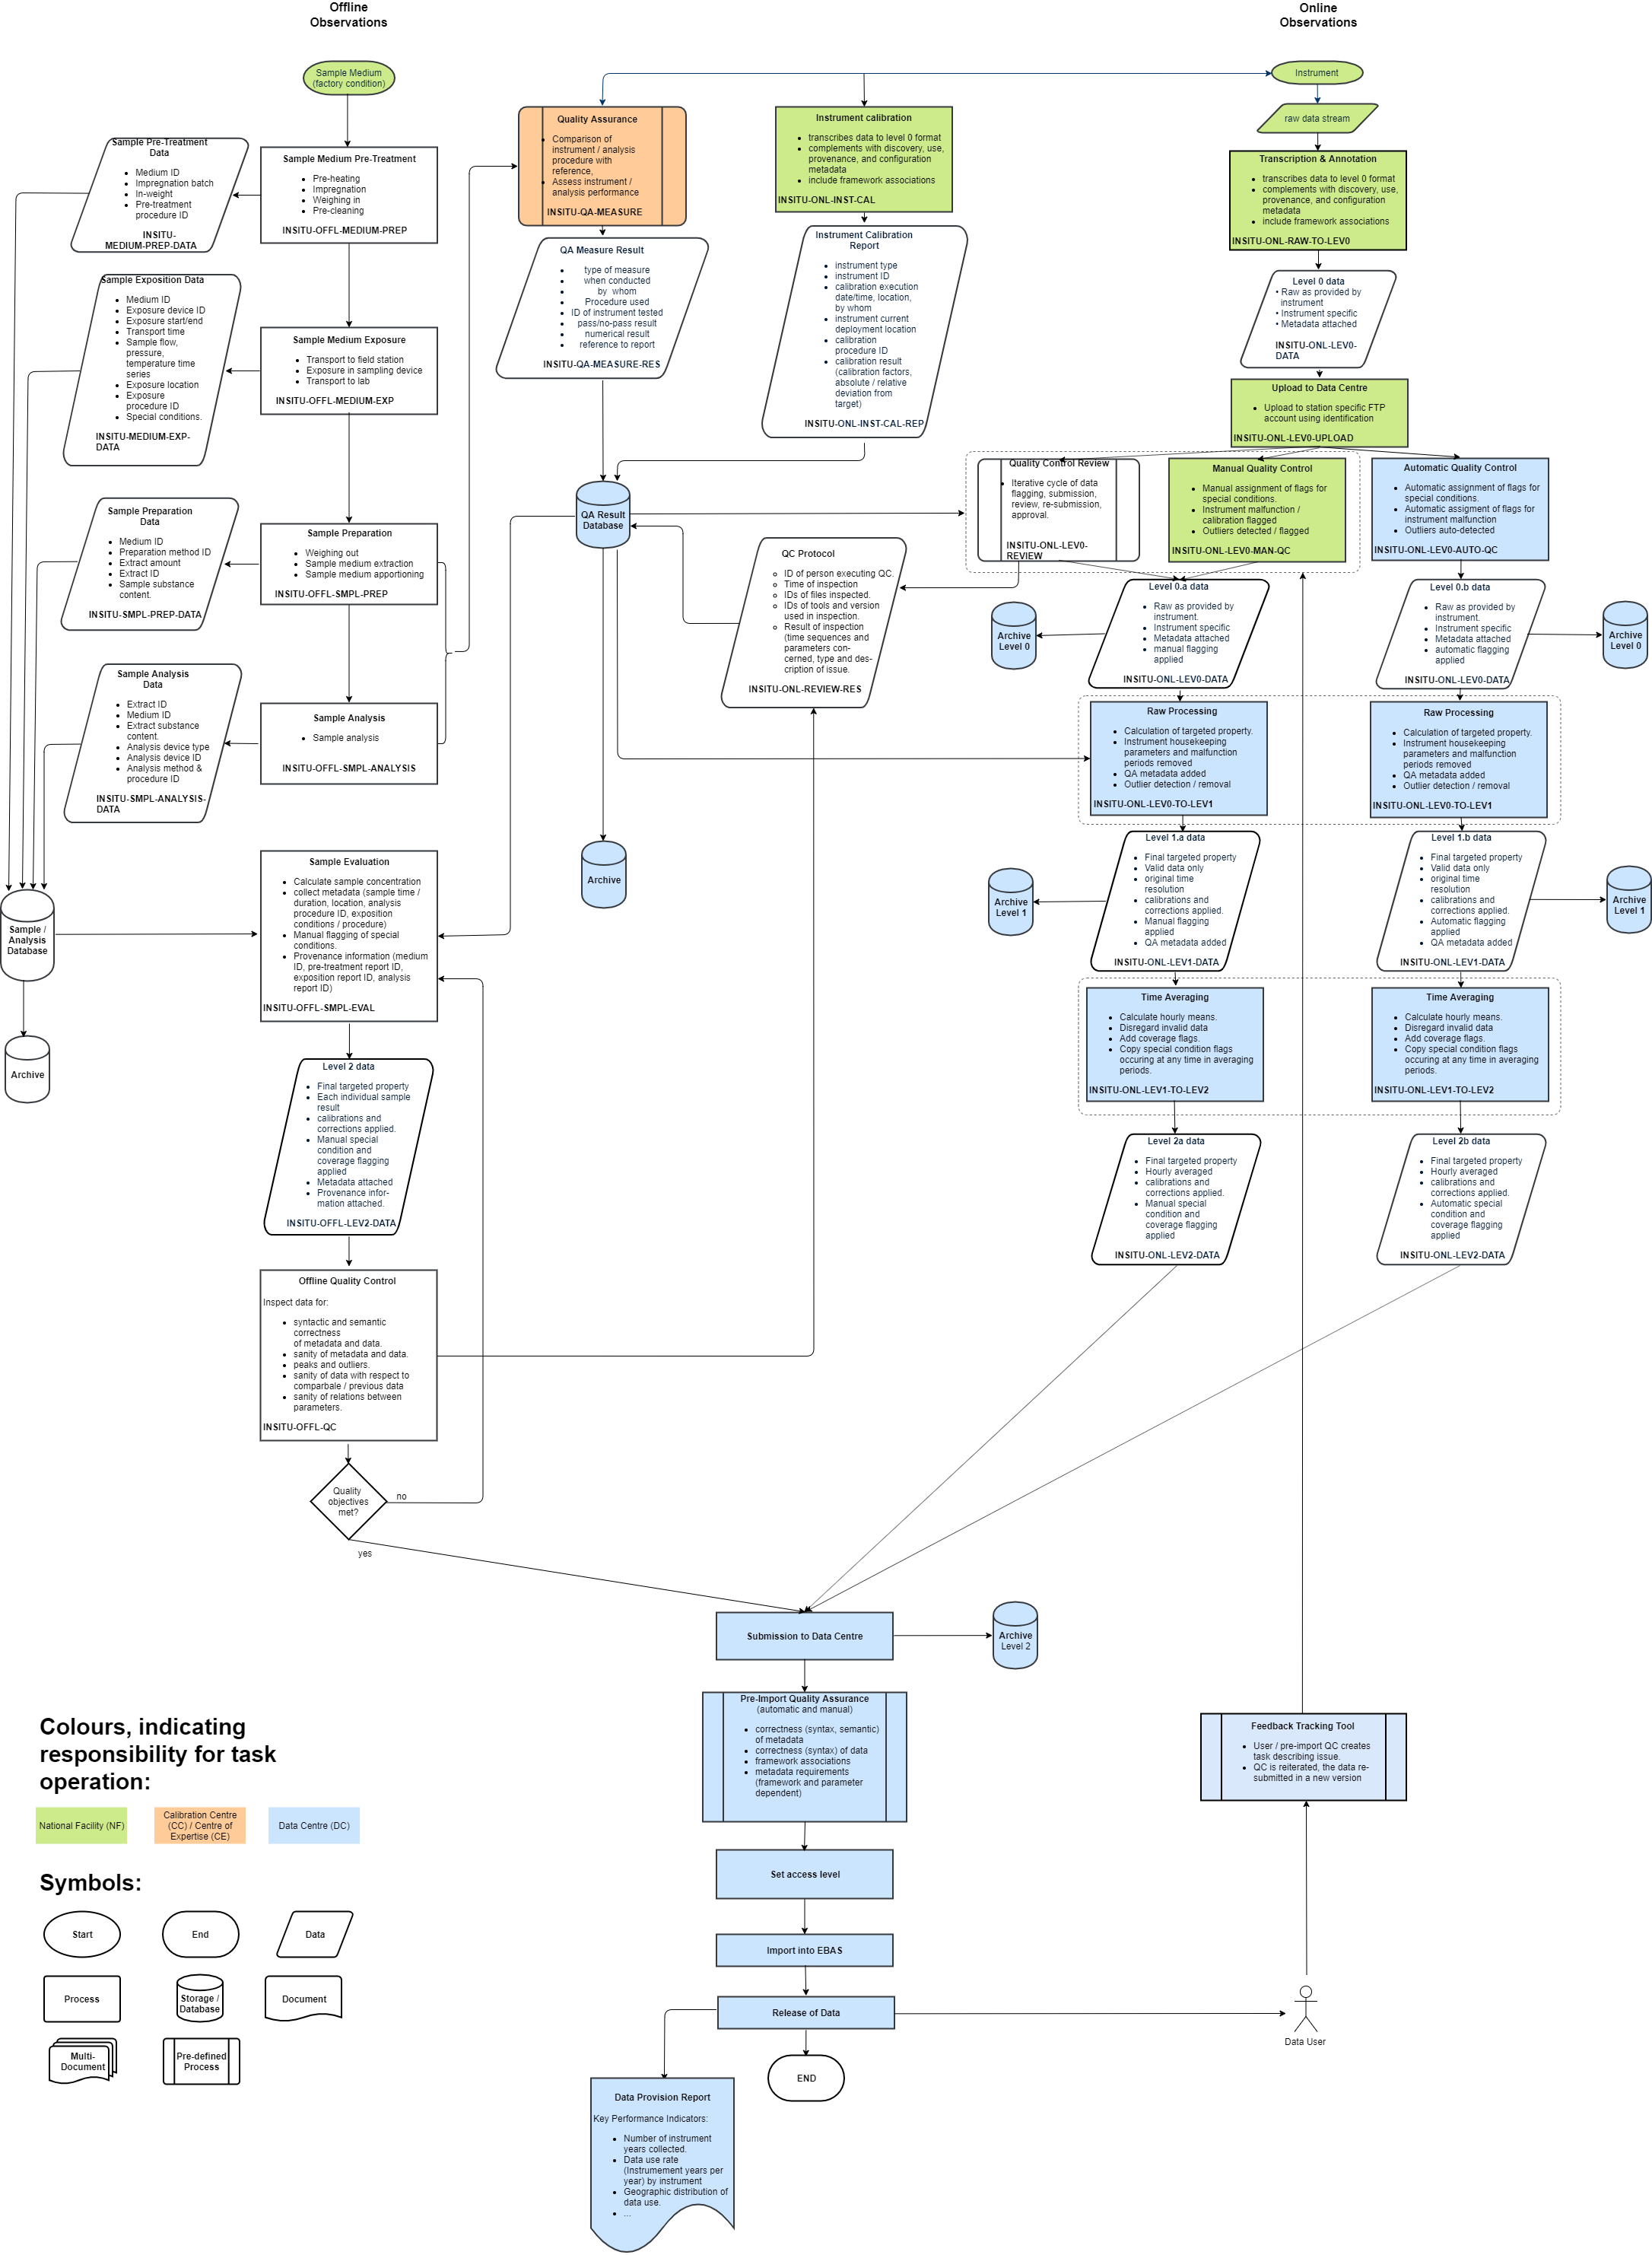 Offline
Observations
Online
Observations
Sample Medium
(factory condition)
Instrument
raw data stream
Sample Pre-Treatment
Data
Medium ID
Impregnation batch
In-weight
Pre-treatment
procedure ID
INSITU-
MEDIUM-PREP-DATA
Sample Medium Pre-Treatment
Pre-heating
Impregnation
Weighing in
Pre-cleaning
INSITU-OFFL-MEDIUM-PREP
Quality Assurance
Comparison of
instrument / analysis
procedure with
reference,
Assess instrument /
analysis performance
INSITU-QA-MEASURE
Instrument calibration
transcribes data to level 0 format
complements with discovery, use,
provenance, and configuration
metadata
include framework associations
INSITU-ONL-INST-CAL
Transcription & Annotation
transcribes data to level 0 format
complements with discovery, use,
provenance, and configuration
metadata
include framework associations
INSITU-ONL-RAW-TO-LEV0
QA Measure Result
type of measure
when conducted
by whom
Procedure used
ID of instrument tested
pass/no-pass result
numerical result
reference to report
INSITU-QA-MEASURE-RES
Instrument Calibration
Report
instrument type
instrument ID
calibration execution
date/time, location,
by whom
instrument current
deployment location
calibration
procedure ID
calibration result
(calibration factors,
absolute / relative
deviation from
target)
INSITU-ONL-INST-CAL-REP
Level 0 data
• Raw as provided by
instrument
• Instrument specific
• Metadata attached
INSITU-ONL-LEV0-
DATA
Upload to Data Centre
Upload to station specific FTP
account using identification
INSITU-ONL-LEV0-UPLOAD
Sample Exposition Data
Medium ID
Exposure device ID
Exposure start/end
Transport time
Sample flow,
pressure,
temperature time
series
Exposure location
Exposure
procedure ID
Special conditions.
INSITU-MEDIUM-EXP-
DATA
Sample Medium Exposure
Transport to field station
Exposure in sampling device
Transport to lab
INSITU-OFFL-MEDIUM-EXP
Quality Control Review
Iterative cycle of data
flagging, submission,
review, re-submission,
approval.
INSITU-ONL-LEV0-
REVIEW
Manual Quality Control
Manual assignment of flags for
special conditions.
Instrument malfunction /
calibration flagged
Outliers detected / flagged
INSITU-ONL-LEV0-MAN-QC
Automatic Quality Control
Automatic assignment of flags for
special conditions.
Automatic assigment of flags for
instrument malfunction
Outliers auto-detected
INSITU-ONL-LEV0-AUTO-QC
QA Result
Database
Sample Preparation
Data
Medium ID
Preparation method ID
Extract amount
Extract ID
Sample substance
content.
INSITU-SMPL-PREP-DATA
Sample Preparation
Weighing out
Sample medium extraction
Sample medium apportioning
INSITU-OFFL-SMPL-PREP
QC Protocol
ID of person executing QC.
Time of inspection
IDs of files inspected.
IDs of tools and version
used in inspection.
Result of inspection
(time sequences and
parameters con-
cerned, type and des-
cription of issue.
INSITU-ONL-REVIEW-RES
Archive
Level 0
Level 0.a data
Raw as provided by
instrument.
Instrument specific
Metadata attached
manual flagging
applied
INSITU-ONL-LEV0-DATA
Level 0.b data
Raw as provided by
instrument.
Instrument specific
Metadata attached
automatic flagging
applied
INSITU-ONL-LEV0-DATA
Archive
Level 0
Sample Analysis
Data
Extract ID
Medium ID
Extract substance
content.
Analysis device type
Analysis device ID
Analysis method &
procedure ID
INSITU-SMPL-ANALYSIS-
DATA
Sample Analysis
Sample analysis
INSITU-OFFL-SMPL-ANALYSIS
Raw Processing
Calculation of targeted property.
Instrument housekeeping
parameters and malfunction
periods removed
QA metadata added
Outlier detection / removal
INSITU-ONL-LEV0-TO-LEV1
Raw Processing
Calculation of targeted property.
Instrument housekeeping
parameters and malfunction
periods removed
QA metadata added
Outlier detection / removal
INSITU-ONL-LEV0-TO-LEV1
Archive
Archive
Level 1
Level 1.a data
Final targeted property
Valid data only
original time
resolution
calibrations and
corrections applied.
Manual flagging
applied
QA metadata added
INSITU-ONL-LEV1-DATA
Level 1.b data
Final targeted property
Valid data only
original time
resolution
calibrations and
corrections applied.
Automatic flagging
applied
QA metadata added
INSITU-ONL-LEV1-DATA
Archive
Level 1
Sample /
Analysis
Database
Archive
Sample Evaluation
Calculate sample concentration
collect metadata (sample time /
duration, location, analysis
procedure ID, exposition
conditions / procedure)
Manual flagging of special
conditions.
Provenance information (medium
ID, pre-treatment report ID,
exposition report ID, analysis
report ID)
INSITU-OFFL-SMPL-EVAL
Time Averaging
Calculate hourly means.
Disregard invalid data
Add coverage flags.
Copy special condition flags
occuring at any time in averaging
periods.
INSITU-ONL-LEV1-TO-LEV2
Time Averaging
Calculate hourly means.
Disregard invalid data
Add coverage flags.
Copy special condition flags
occuring at any time in averaging
periods.
INSITU-ONL-LEV1-TO-LEV2
Level 2 data
Final targeted property
Each individual sample
result
calibrations and
corrections applied.
Manual special
condition and
coverage flagging
applied
Metadata attached
Provenance infor-
mation attached.
INSITU-OFFL-LEV2-DATA
Level 2a data
Final targeted property
Hourly averaged
calibrations and
corrections applied.
Manual special
condition and
coverage flagging
applied
INSITU-ONL-LEV2-DATA
Level 2b data
Final targeted property
Hourly averaged
calibrations and
corrections applied.
Automatic special
condition and
coverage flagging
applied
INSITU-ONL-LEV2-DATA
Offline Quality Control
Inspect data for:
syntactic and semantic
correctness
of metadata and data.
sanity of metadata and data.
peaks and outliers.
sanity of data with respect to
comparbale / previous data
sanity of relations between
parameters.
INSITU-OFFL-QC
Quality
objectives
met?
no
yes
Submission to Data Centre
Archive
Level 2
Pre-Import Quality Assurance
(automatic and manual)
correctness (syntax, semantic)
of metadata
correctness (syntax) of data
framework associations
metadata requirements
(framework and parameter
dependent)
Feedback Tracking Tool
User / pre-import QC creates
task describing issue.
QC is reiterated, the data re-
submitted in a new version
Set access level
Import into EBAS
Release of Data
Data User
END
Data Provision Report
Key Performance Indicators:
Number of instrument
years collected.
Data use rate
(Instrumement years per
year) by instrument
Geographic distribution of
data use.
...
Colours, indicating
responsibility for task
operation:
National Facility (NF)
Calibration Centre
(CC) / Centre of
Expertise (CE)
Data Centre (DC)
Symbols:
Start
End
Data
Process
Storage /
Database
Document
Multi-
Document
Pre-defined
Process